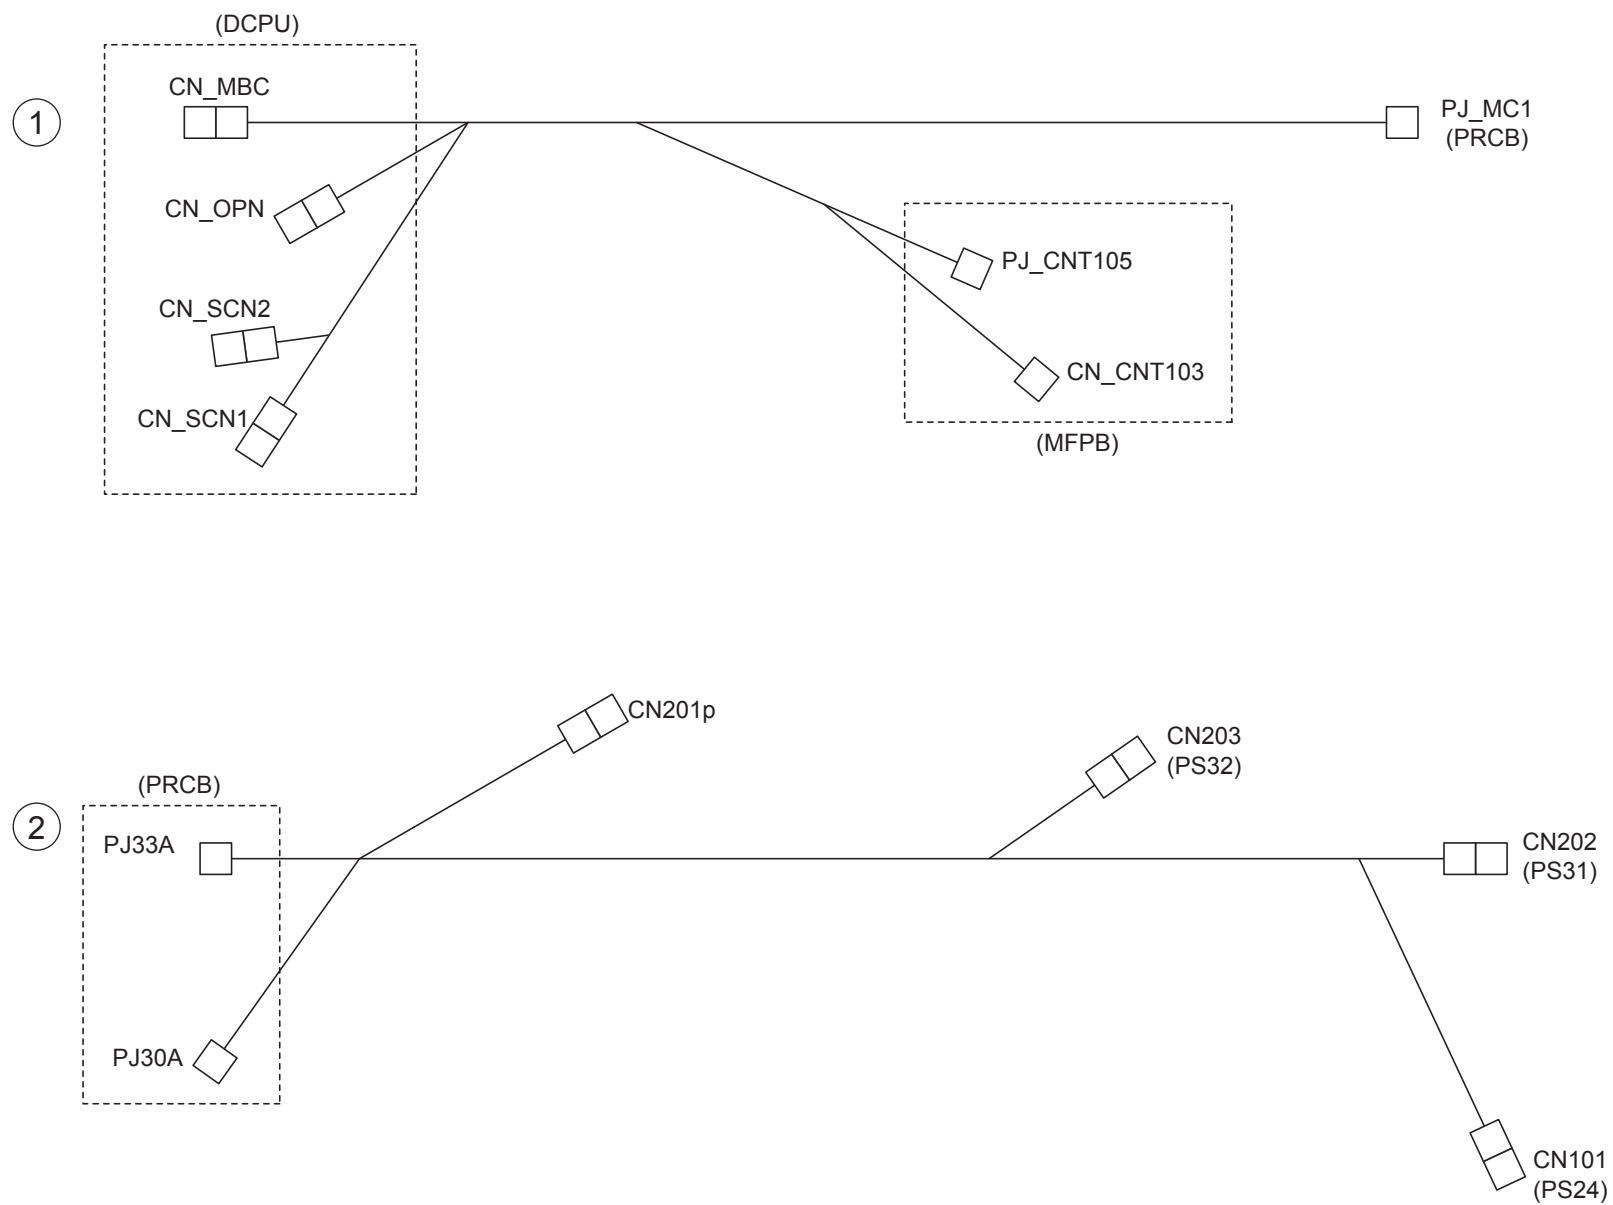 (DCPU)
CN_MBC
1
PJ_MC1
(PRCB)
CN_OPN
PJ_CNT105
CN_SCN2
CN_CNT103
CN_SCN1
(MFPB)
CN201p
CN203
(PS32)
(PRCB)
2
PJ33A
CN202
(PS31)
PJ30A
CN101
(PS24)